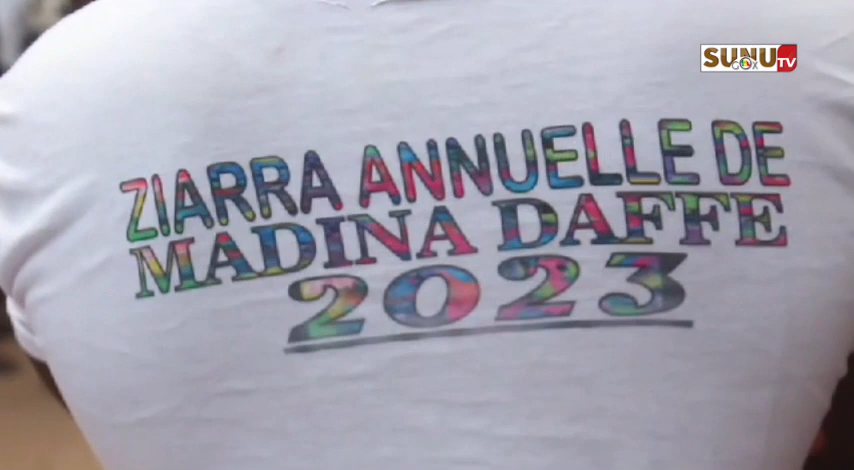 SUNU TV
COX
ZIARRA ANNUELLE DE
MADINA DAFFE
2023